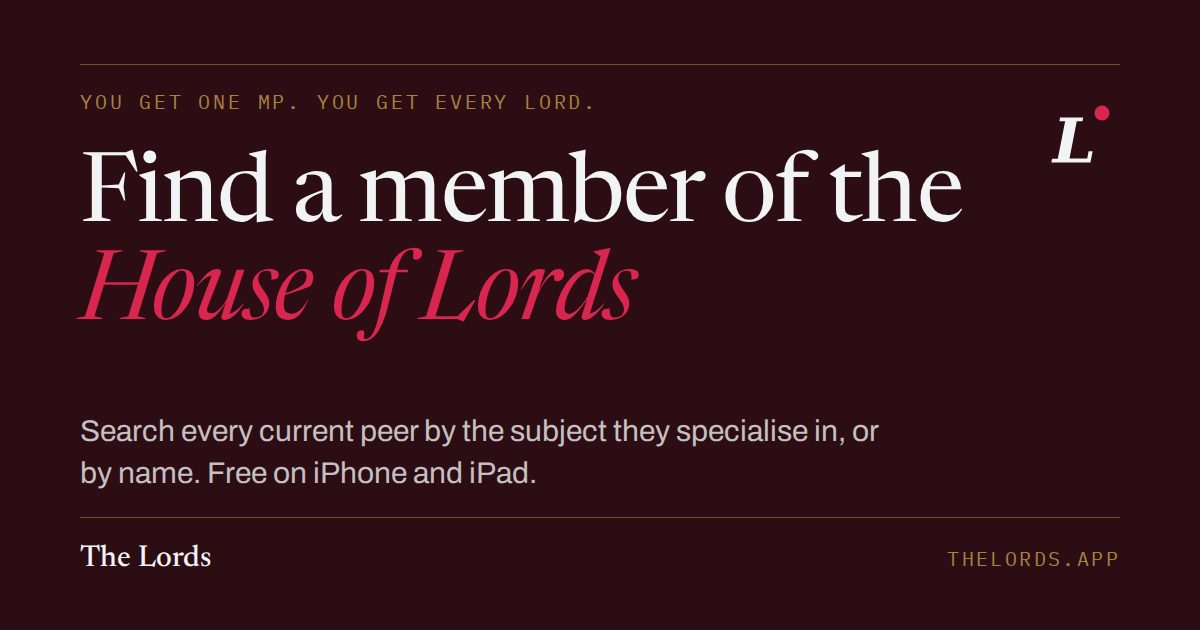 YOU GET ONE MP. YOU GET EVERY LORD.
L
Find a member of the
House of Lords
Search every current peer by the subject they specialise in, or
by name. Free on iPhone and iPad.
The Lords
THELORDS.APP